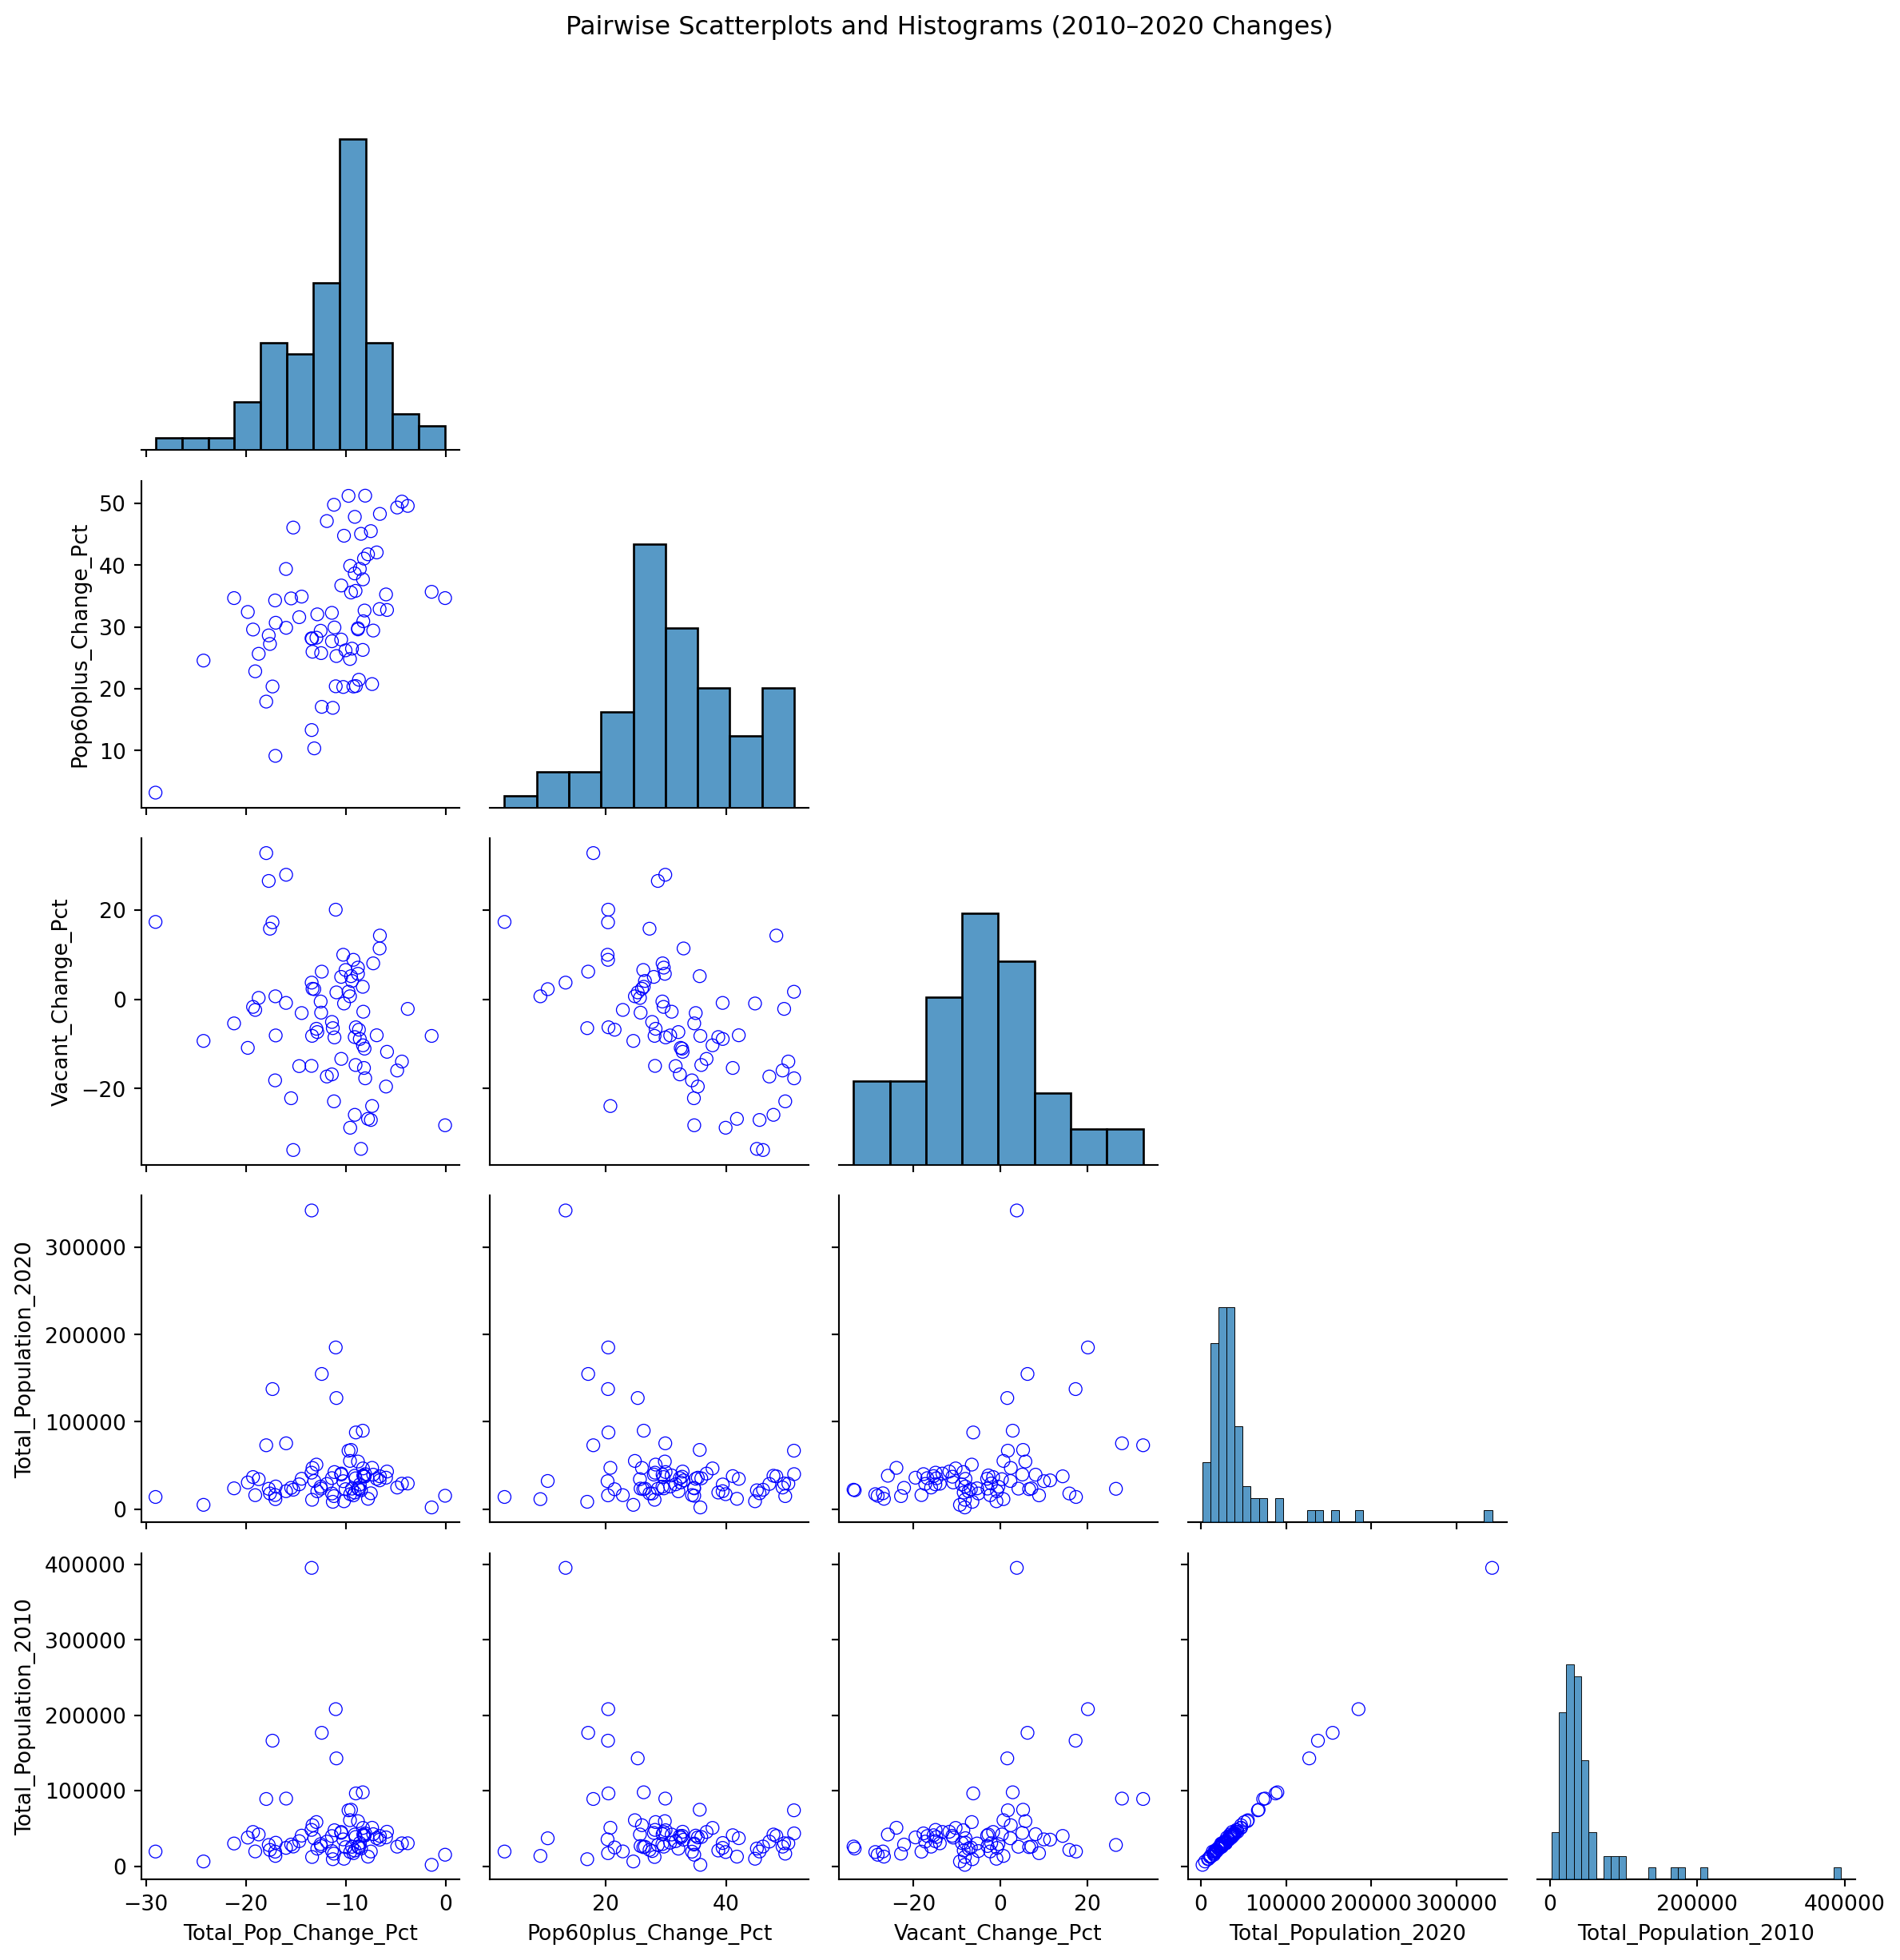 Pairwise Scatterplots and Histograms (2010–2020 Changes)
Pop60plus_Change_Pct
50
40
30
20
10
Vacant_Change_Pct
20
0
−20
Total_Population_2020
300000
200000
100000
0
Total_Population_2010
400000
300000
200000
100000
0
−30 −20 −10 0
20 40
−20 0 20
0 100000 200000 300000
0 200000 400000
Total_Pop_Change_Pct
Pop60plus_Change_Pct
Vacant_Change_Pct
Total_Population_2020
Total_Population_2010